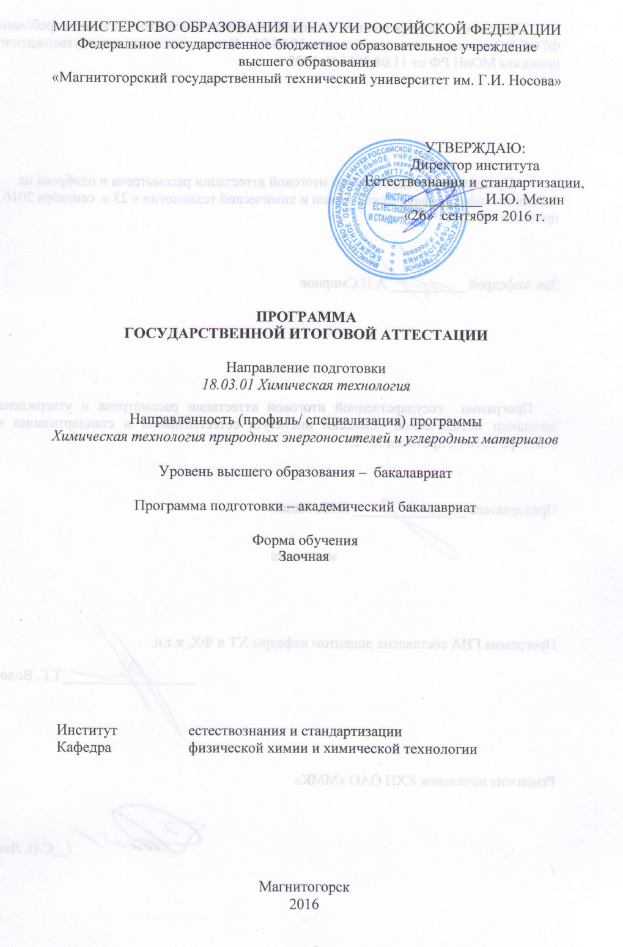 МИНИСТЕРСТВО ОБРАЗОВАНИЯ И НАУКИ РОССИЙСКОЙ ФЕДЕРАЦИИ
Федеральное государственное бюджетное образовательное учреждение
высшего образования
«Магнитогорский государственный технический университет им. Г.И. Носова»
УТВЕРЖДАЮ:
Директор института
Естествознания и стандартизации,
И.Ю. Мезин
«26» сентября 2016 г.
ИНСТИТУТ
ЕСТЕСТВОЗНАНИЯ
И СТАНДАРТИЗАЦИИ
ПРОГРАММА
ГОСУДАРСТВЕННОЙ ИТОГОВОЙ АТТЕСТАЦИИ
Направление подготовки
18.03.01 Химическая технология
Направленность (профиль/ специализация) программы
Химическая технология природных энергоносителей и углеродных материалов
Уровень высшего образования – бакалавриат
Программа подготовки – академический бакалавриат
Форма обучения
Заочная
Институт естествознания и стандартизации
Кафедра физической химии и химической технологии
Магнитогорск
2016